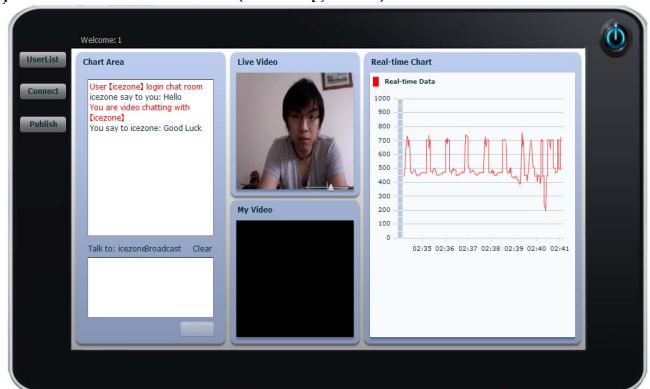 Welcome: 1
UserList
Connect
Publish
Chart Area
User【icezone】login chat room
icezone say to you: Hello
You are video chatting with
【icezone】
You say to icezone: Good Luck
Talk to: icezone Broadcast Clear
Live Video
My Video
Real-time Chart
Real-time Data
1000
900
800
700
600
500
400
300
200
100
0
02:35 02:36 02:37 02:38 02:39 02:40 02:41